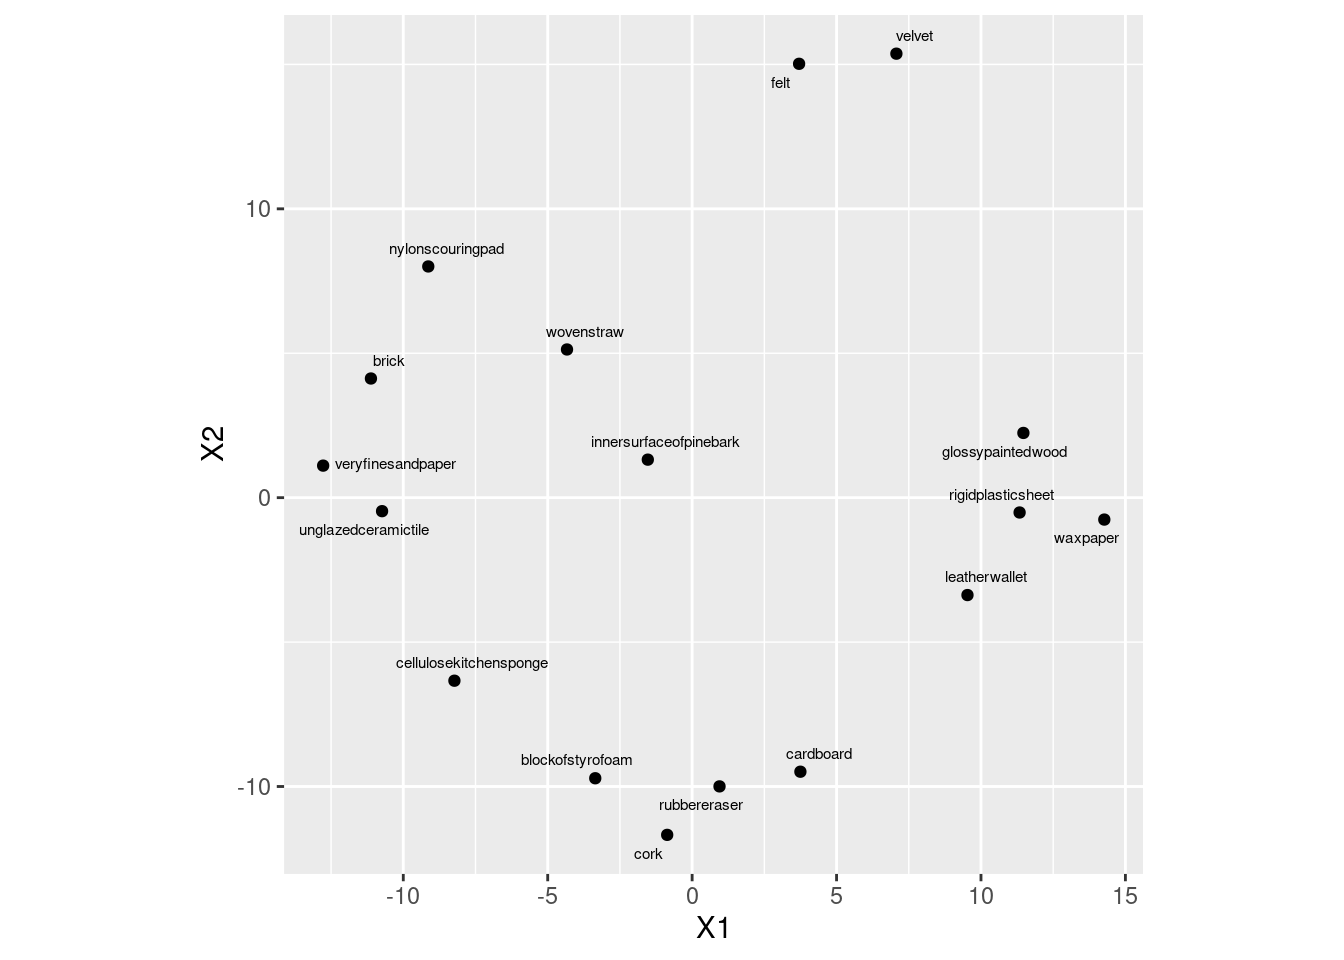 velvet
felt
10
nylonscouringpad
wovenstraw
brick
X2
innersurfaceofpinebark
glossypaintedwood
veryfinesandpaper
0
rigidplasticsheet
unglazedceramictile
waxpaper
leatherwallet
cellulosekitchensponge
blockofstyrofoam
cardboard
-10
rubbereraser
cork
-10 -5 0 5 10 15
X1